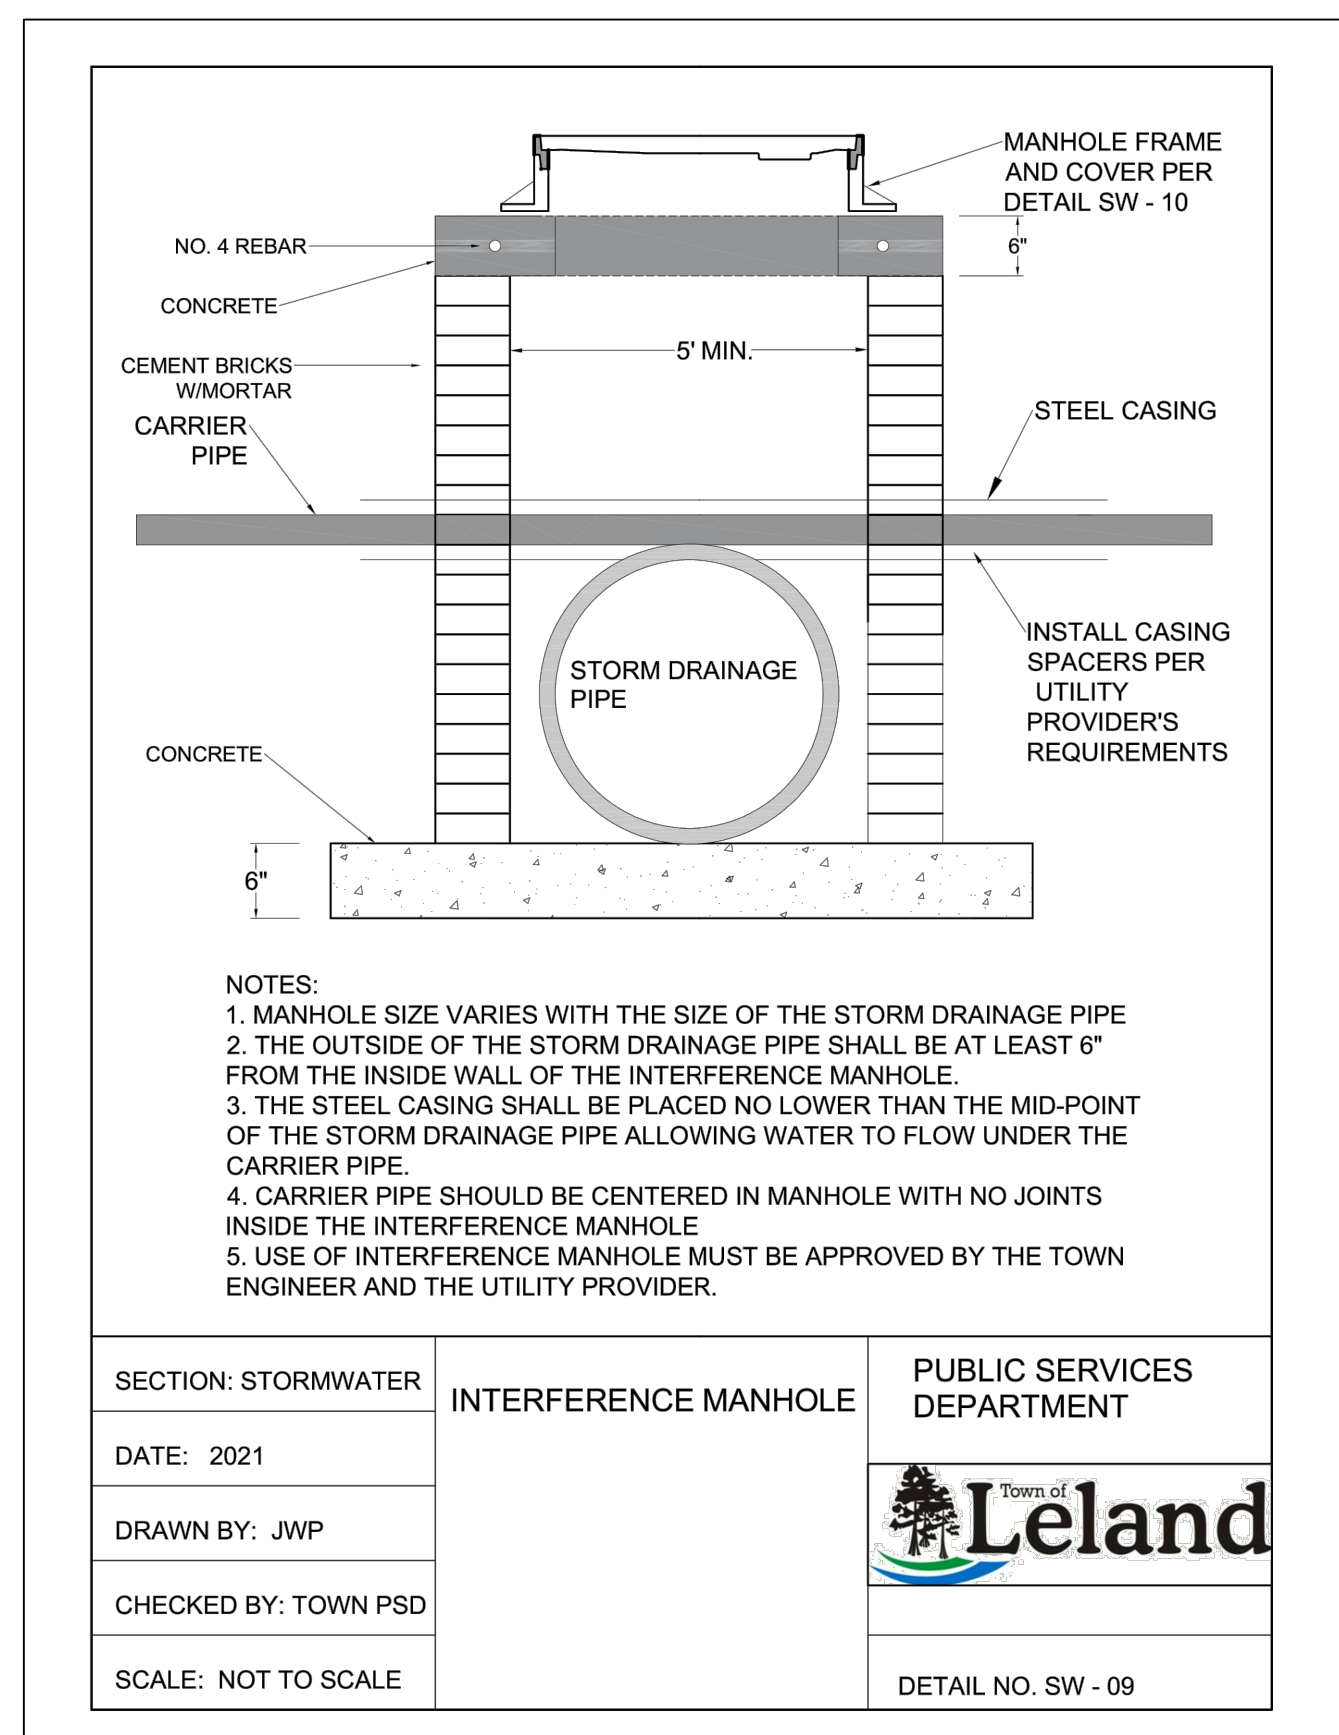 MANHOLE FRAME
AND COVER PER
DETAIL SW - 10
NO. 4 REBAR
6"
CONCRETE
5' MIN.
CEMENT BRICKS
W/MORTAR
CARRIER
PIPE
STEEL CASING
INSTALL CASING
SPACERS PER
UTILITY
PROVIDER'S
REQUIREMENTS
STORM DRAINAGE
PIPE
CONCRETE
6"
NOTES:
1. MANHOLE SIZE VARIES WITH THE SIZE OF THE STORM DRAINAGE PIPE
2. THE OUTSIDE OF THE STORM DRAINAGE PIPE SHALL BE AT LEAST 6"
FROM THE INSIDE WALL OF THE INTERFERENCE MANHOLE.
3. THE STEEL CASING SHALL BE PLACED NO LOWER THAN THE MID-POINT
OF THE STORM DRAINAGE PIPE ALLOWING WATER TO FLOW UNDER THE
CARRIER PIPE.
4. CARRIER PIPE SHOULD BE CENTERED IN MANHOLE WITH NO JOINTS
INSIDE THE INTERFERENCE MANHOLE
5. USE OF INTERFERENCE MANHOLE MUST BE APPROVED BY THE TOWN
ENGINEER AND THE UTILITY PROVIDER.
SECTION: STORMWATER
DATE: 2021
DRAWN BY: JWP
CHECKED BY: TOWN PSD
SCALE: NOT TO SCALE
INTERFERENCE MANHOLE
PUBLIC SERVICES
DEPARTMENT
Town of
Leland
DETAIL NO. SW - 09